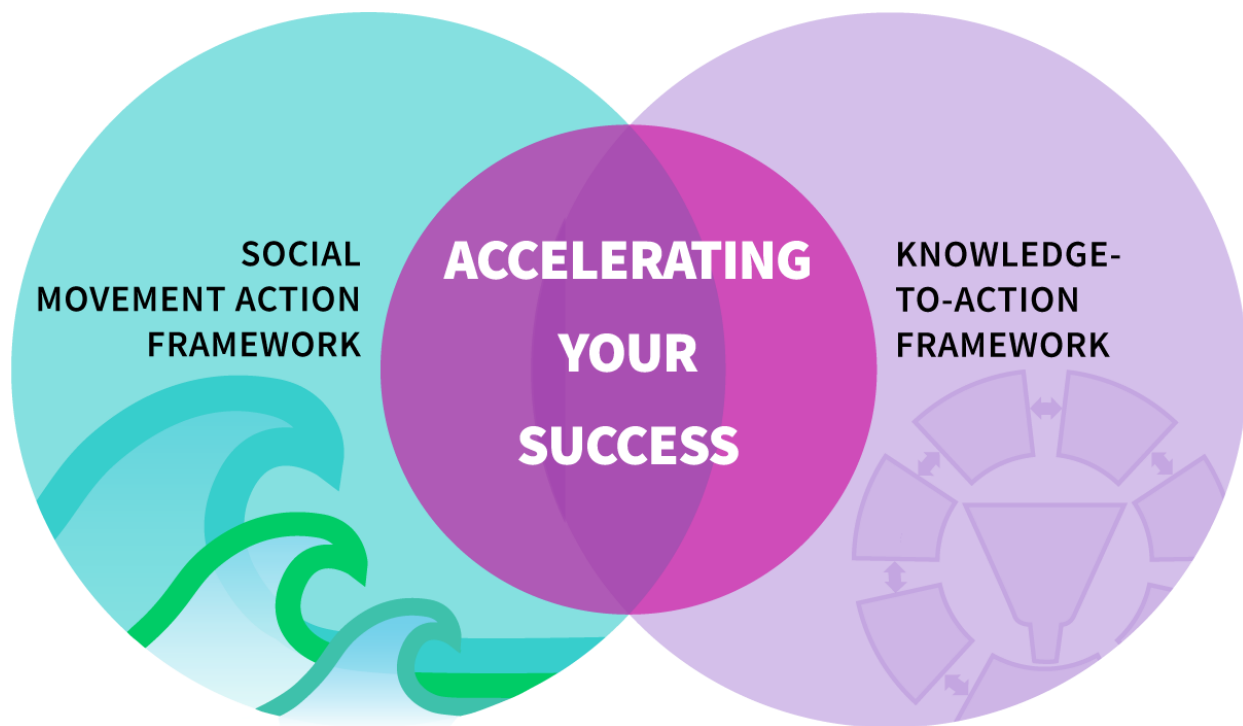 SOCIAL
MOVEMENT ACTION
FRAMEWORK
ACCELERATING
YOUR
SUCCESS
KNOWLEDGE-
TO-ACTION
FRAMEWORK